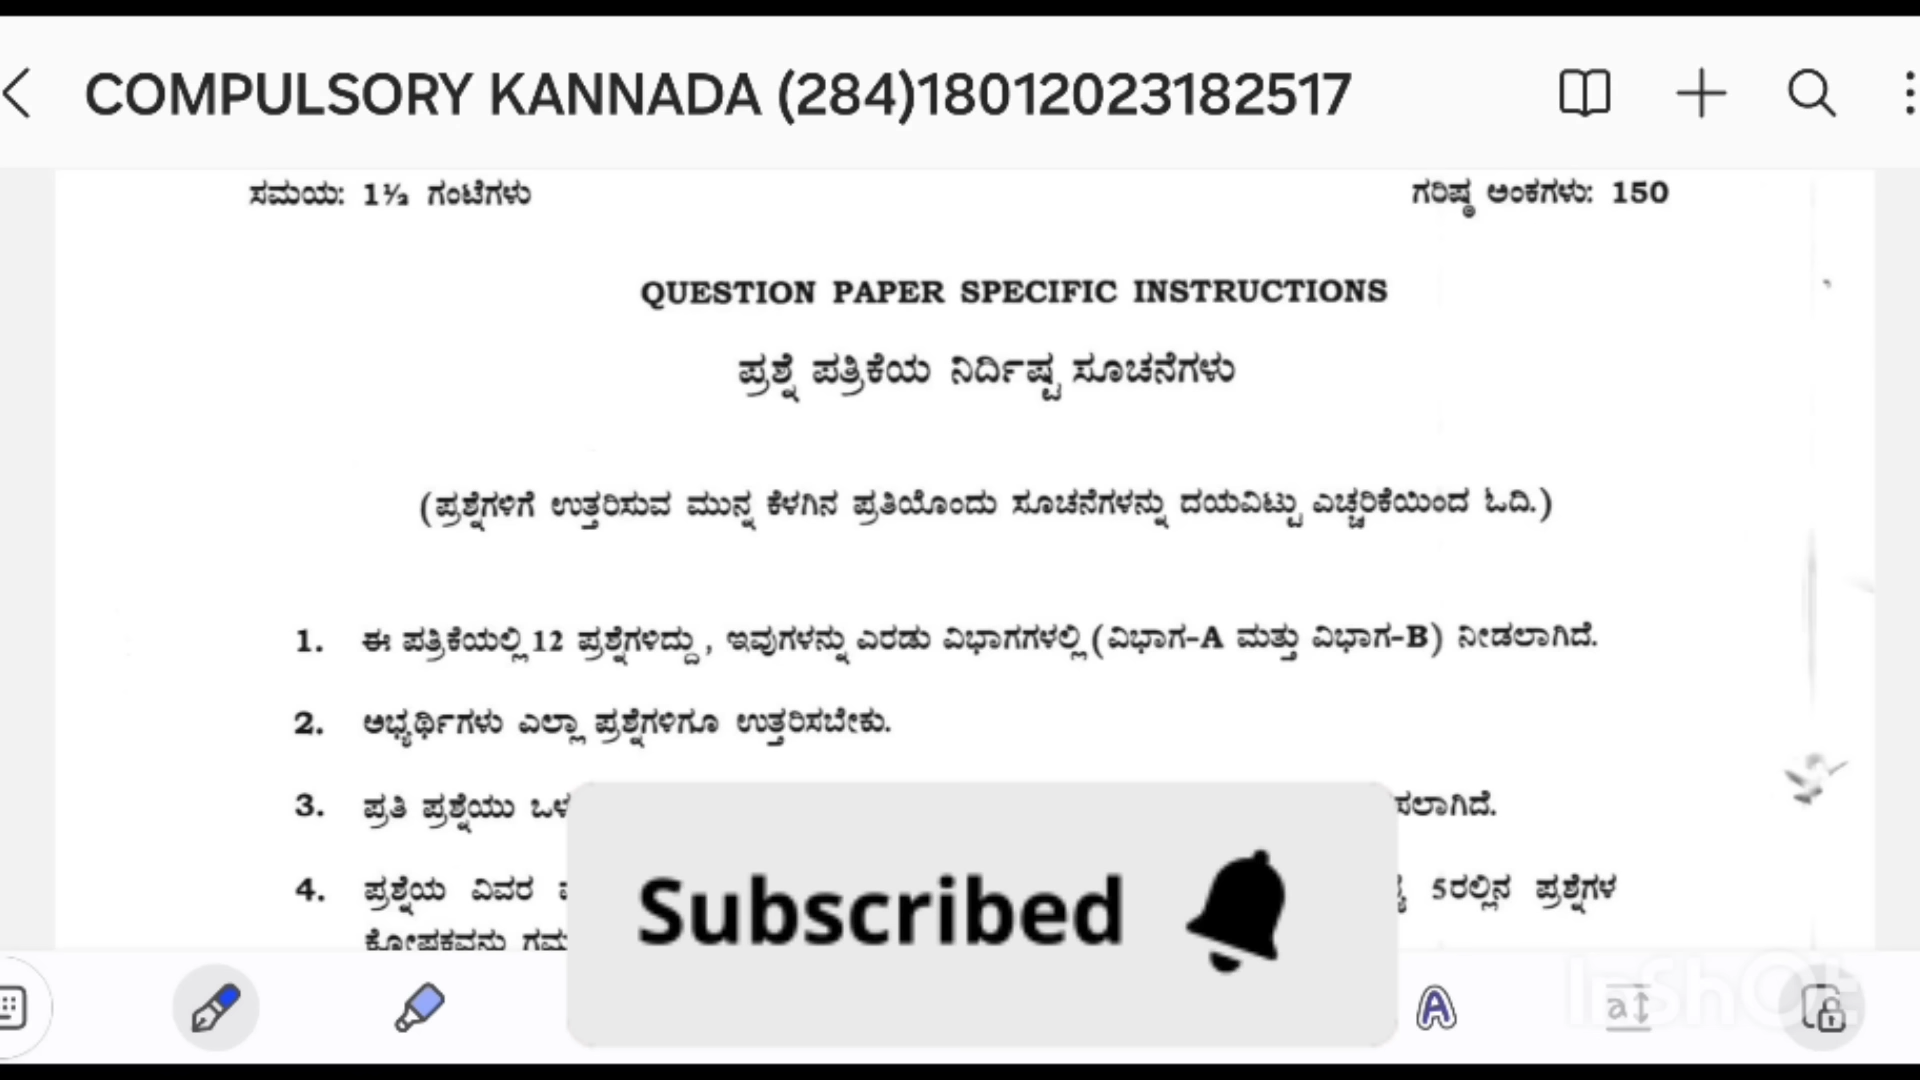 COMPULSORY KANNADA (284)18012023182517
ಸಮಯ: 1½ ಗಂಟೆಗಳು
ಗರಿಷ್ಠ ಅಂಕಗಳು: 150
QUESTION PAPER SPECIFIC INSTRUCTIONS
ಪ್ರಶ್ನೆ ಪತ್ರಿಕೆಯ ನಿರ್ದಿಷ್ಟ ಸೂಚನೆಗಳು
(ಪ್ರಶ್ನೆಗಳಿಗೆ ಉತ್ತರಿಸುವ ಮುನ್ನ ಕೆಳಗಿನ ಪ್ರತಿಯೊಂದು ಸೂಚನೆಗಳನ್ನು ದಯವಿಟ್ಟು ಎಚ್ಚರಿಕೆಯಿಂದ ಓದಿ.)
1. ಈ ಪತ್ರಿಕೆಯಲ್ಲಿ 12 ಪ್ರಶ್ನೆಗಳಿದ್ದು, ಇವುಗಳನ್ನು ಎರಡು ವಿಭಾಗಗಳಲ್ಲಿ (ವಿಭಾಗ-A ಮತ್ತು ವಿಭಾಗ-B) ನೀಡಲಾಗಿದೆ.
2. ಅಭ್ಯರ್ಥಿಗಳು ಎಲ್ಲಾ ಪ್ರಶ್ನೆಗಳಿಗೂ ಉತ್ತರಿಸಬೇಕು.
3. ಪ್ರತಿ ಪ್ರಶ್ನೆಯು
4. ಪ್ರಶ್ನೆಯ ವಿವರ 5ರಲ್ಲಿನ ಪ್ರಶ್ನೆಗಳ
Subscribed
InShOt